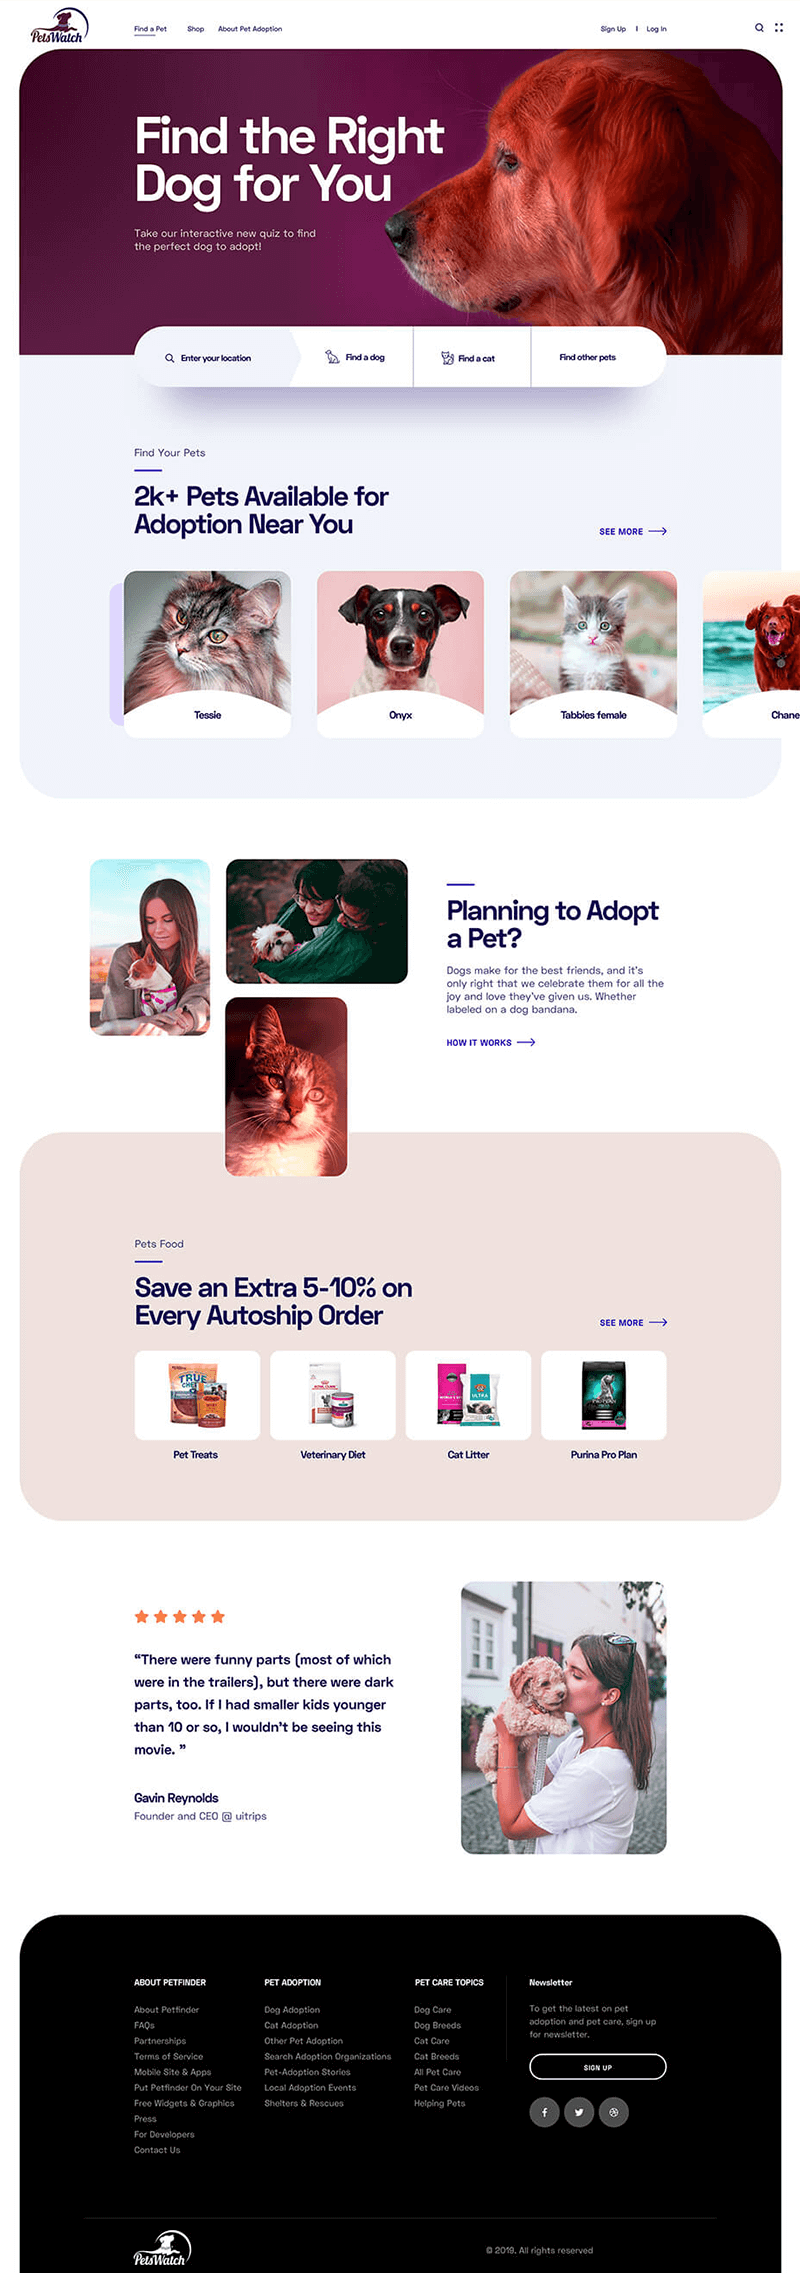 PetsWatch
Find a Pet
Shop
About Pet Adoption
Sign Up
Log In
Find the Right
Dog for You
Take our interactive new quiz to find
the perfect dog to adopt!
Enter your location
Find a dog
Find a cat
Find other pets
Find Your Pets
2k+ Pets Available for
Adoption Near You
SEE MORE
Tessie
Onyx
Tabbies female
Chane
Planning to Adopt
a Pet?
Dogs make for the best friends, and it's
only right that we celebrate them for all the
joy and love they've given us. Whether
labeled on a dog bandana.
HOW IT WORKS
Pets Food
Save an Extra 5-10% on
Every Autoship Order
SEE MORE
TRUE
ULTRA
Pet Treats
Veterinary Diet
Cat Litter
Purina Pro Plan
“There were funny parts (most of which
were in the trailers), but there were dark
parts, too. If I had smaller kids younger
than 10 or so, I wouldn't be seeing this
movie. ”
Gavin Reynolds
Founder and CEO @ uitrips
ABOUT PETFINDER
About Petfinder
FAQs
Partnerships
Terms of Service
Mobile Site & Apps
Put Petfinder On Your Site
Free Widgets & Graphics
Press
For Developers
Contact Us
PET ADOPTION
Dog Adoption
Cat Adoption
Other Pet Adoption
Search Adoption Organizations
Pet-Adoption Stories
Local Adoption Events
Shelters & Rescues
PET CARE TOPICS
Dog Care
Dog Breeds
Cat Care
Cat Breeds
All Pet Care
Pet Care Videos
Helping Pets
Newsletter
To get the latest on pet
adoption and pet care, sign up
for newsletter.
SIGN UP
PetsWatch
© 2019. All rights reserved